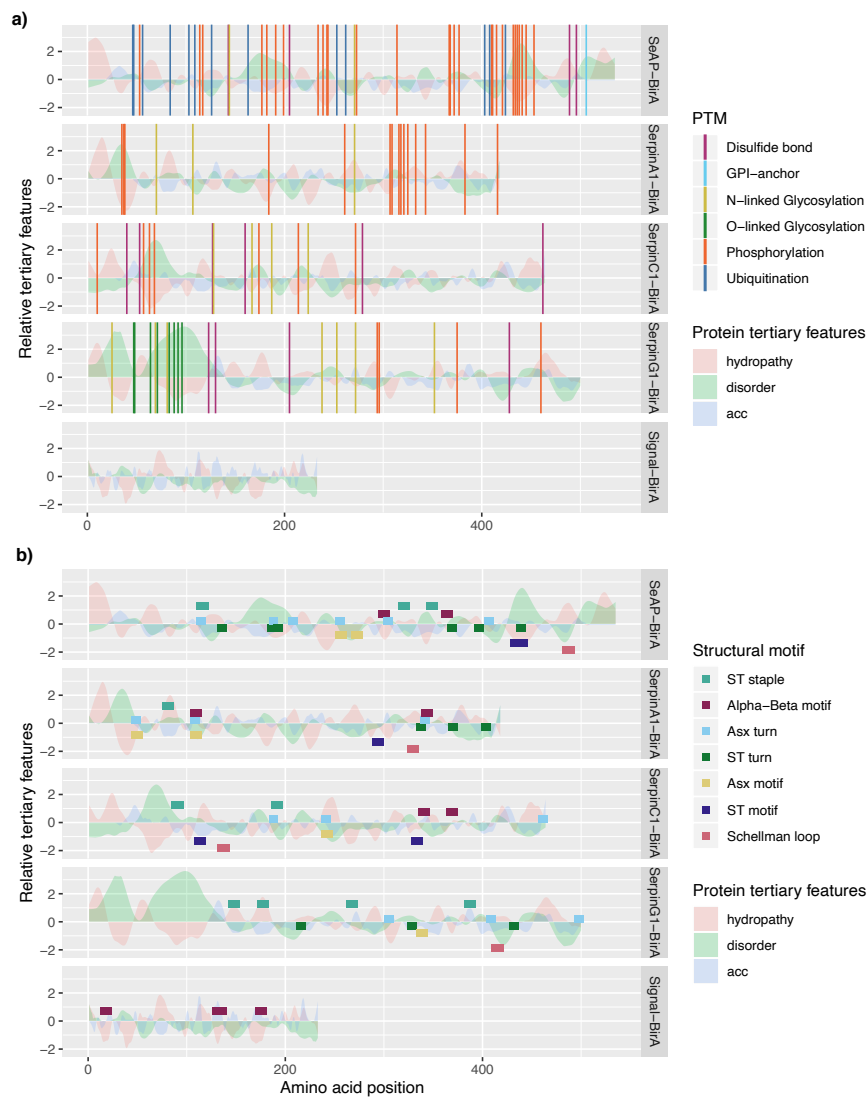 a)
Relative tertiary features
2
0
−2
SeAP−BirA
2
0
−2
SerpinA1−BirA
2
0
−2
SerpinC1−BirA
2
0
−2
SerpinG1−BirA
2
0
−2
Signal−BirA
0
200
400
PTM
Disulfide bond
GPI−anchor
N−linked Glycosylation
O−linked Glycosylation
Phosphorylation
Ubiquitination
Protein tertiary features
hydropathy
disorder
acc
b)
Relative tertiary features
2
0
−2
SeAP−BirA
2
0
−2
SerpinA1−BirA
2
0
−2
SerpinC1−BirA
2
0
−2
SerpinG1−BirA
2
0
−2
Signal−BirA
0
200
400
Amino acid position
Structural motif
ST staple
Alpha−Beta motif
Asx turn
ST turn
Asx motif
ST motif
Schellman loop
Protein tertiary features
hydropathy
disorder
acc